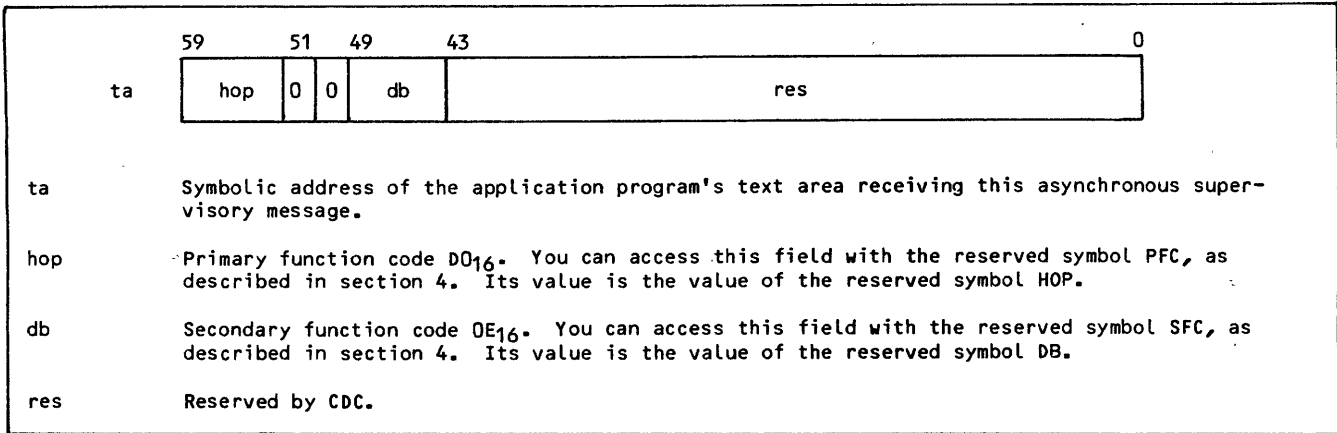 59 51 49 43 0
ta hop 0 0 db res
ta Symbolic address of the application program's text area receiving this asynchronous super-
visory message.
hop Primary function code D0₁₆. You can access this field with the reserved symbol PFC, as
described in section 4. Its value is the value of the reserved symbol HOP.
db Secondary function code 0E₁₆. You can access this field with the reserved symbol SFC, as
described in section 4. Its value is the value of the reserved symbol DB.
res Reserved by CDC.